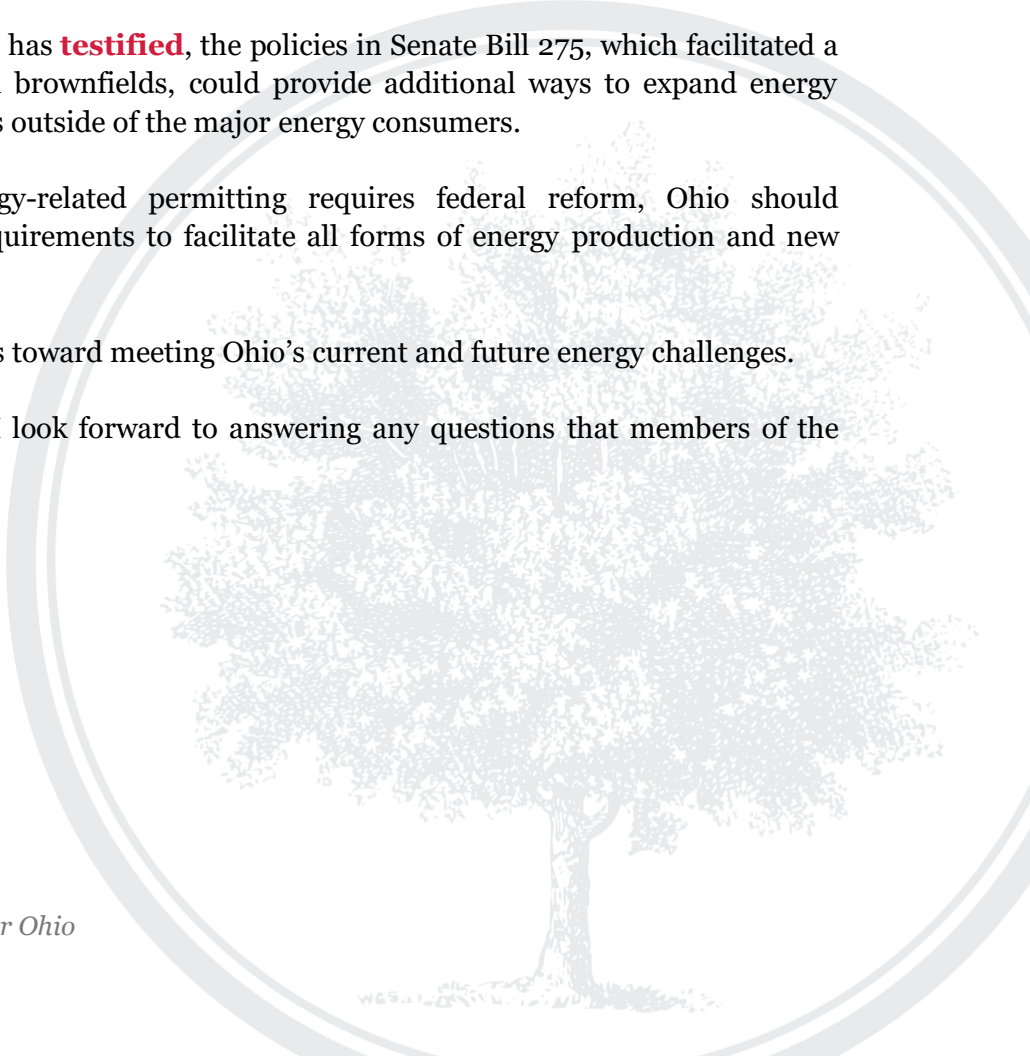 has testified, the policies in Senate Bill 275, which facilitated a
brownfields, could provide additional ways to expand energy
outside of the major energy consumers.
permitting requires federal reform, Ohio should
to facilitate all forms of energy production and new
toward meeting Ohio’s current and future energy challenges.
look forward to answering any questions that members of the
Ohio